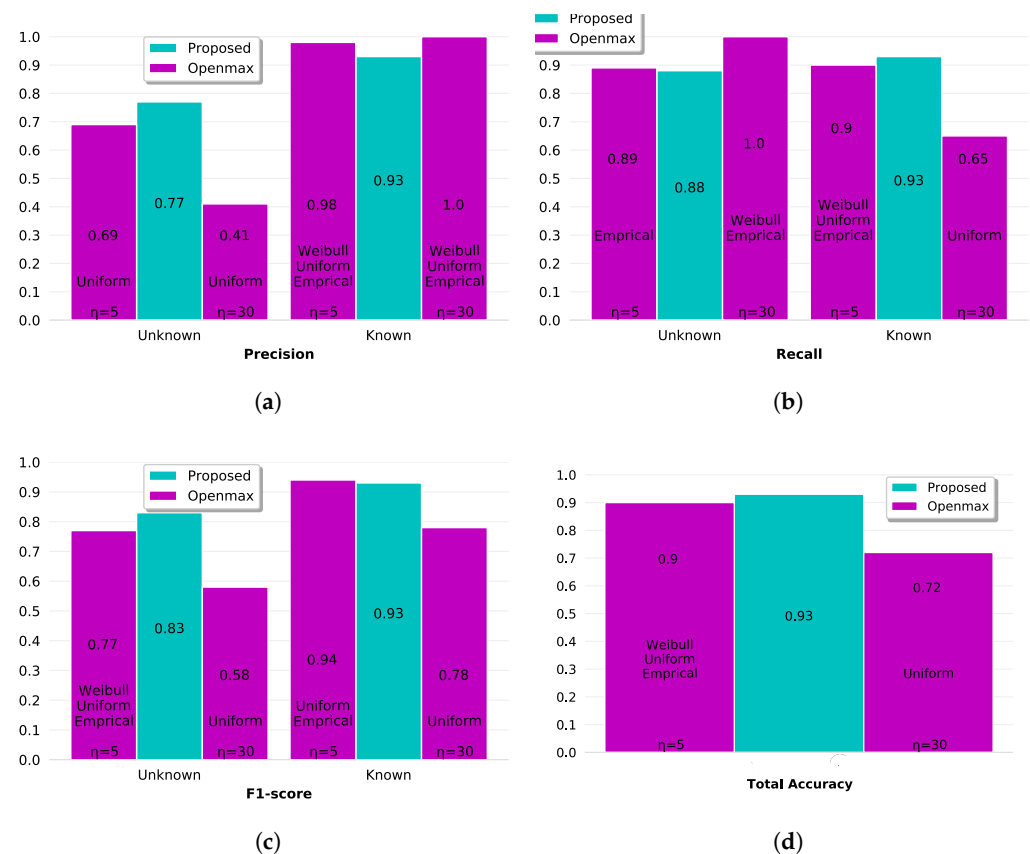 Proposed
Openmax
1.0
0.9
0.8
0.7
0.6
0.5
0.4
0.3
0.2
0.1
0.0
0.69
Uniform
η=5
0.77
0.41
Uniform
η=30
0.98
Weibull
Uniform
Emprical
η=5
0.93
1.0
Weibull
Uniform
Emprical
η=30
Unknown
Known
Precision
(a)
Proposed
Openmax
1.0
0.9
0.8
0.7
0.6
0.5
0.4
0.3
0.2
0.1
0.0
0.89
Emprical
η=5
0.88
1.0
Weibull
Emprical
η=30
0.9
Weibull
Uniform
Emprical
η=5
0.93
0.65
Uniform
η=30
Unknown
Known
Recall
(b)
Proposed
Openmax
1.0
0.9
0.8
0.7
0.6
0.5
0.4
0.3
0.2
0.1
0.0
0.77
Weibull
Uniform
Emprical
η=5
0.83
0.58
Uniform
η=30
0.94
Uniform
Emprical
η=5
0.93
0.78
Uniform
η=30
Unknown
Known
F1-score
(c)
Proposed
Openmax
1.0
0.9
0.8
0.7
0.6
0.5
0.4
0.3
0.2
0.1
0.0
0.9
Weibull
Uniform
Emprical
η=5
0.93
0.72
Uniform
η=30
Total Accuracy
(d)